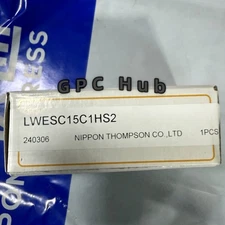 GPC Hub
LWESC15C1HS2
240306 NIPPON THOMPSON CO.,LTD 1PCS